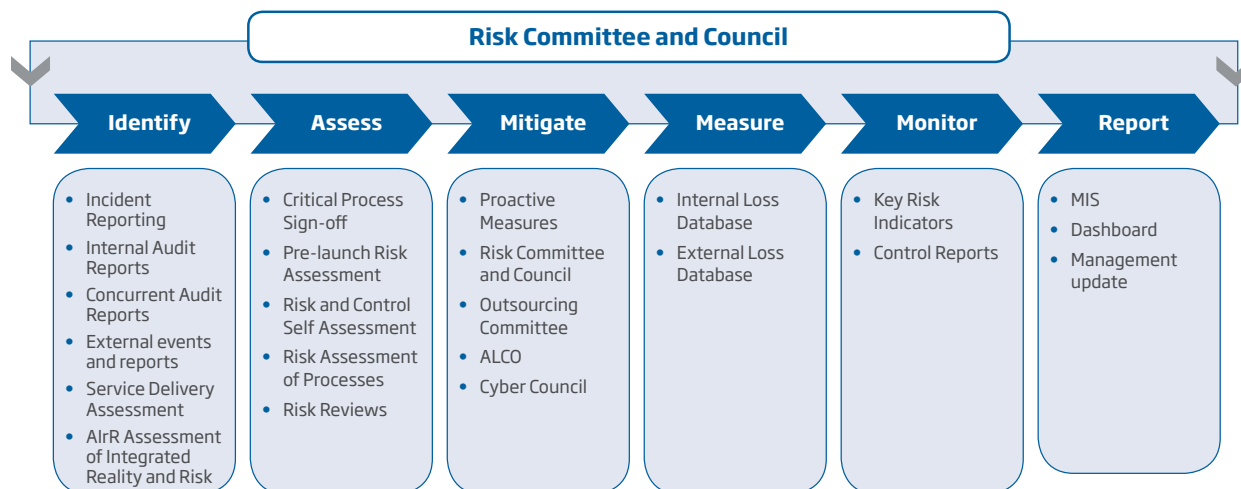 Risk Committee and Council
Identify
Assess
Mitigate
Measure
Monitor
Report
• Incident
Reporting
• Internal Audit
Reports
• Concurrent Audit
Reports
• External events
and reports
• Service Delivery
Assessment
• AIrR Assessment
of Integrated
Reality and Risk
• Critical Process
Sign-off
• Pre-launch Risk
Assessment
• Risk and Control
Self Assessment
• Risk Assessment
of Processes
• Risk Reviews
• Proactive
Measures
• Risk Committee
and Council
• Outsourcing
Committee
• ALCO
• Cyber Council
• Internal Loss
Database
• External Loss
Database
• Key Risk
Indicators
• Control Reports
• MIS
• Dashboard
• Management
update